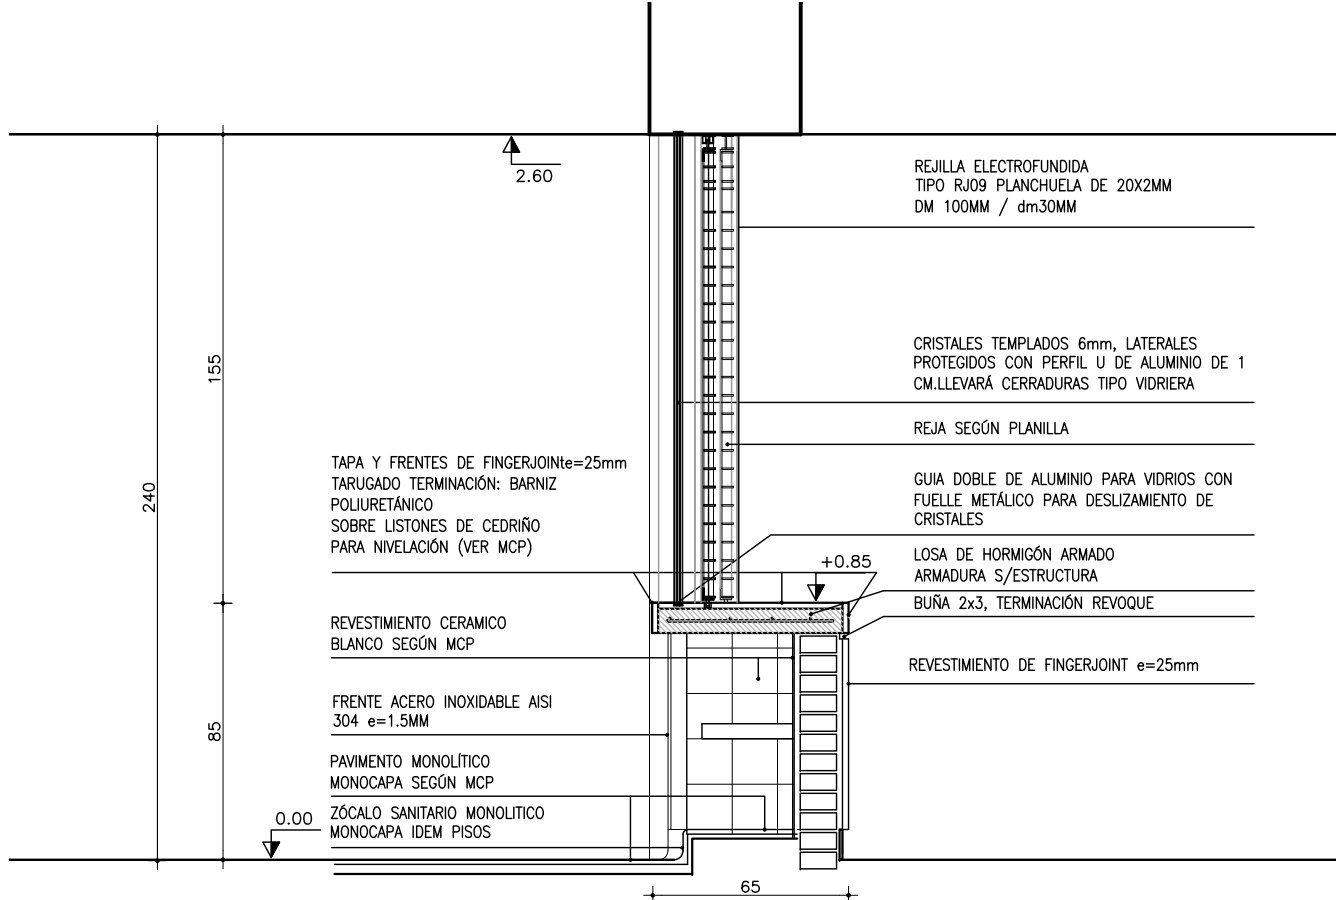 2.60
REJILLA ELECTROFUNDIDA
TIPO RJ09 PLANCHUELA DE 20X2MM
DM 100MM / dm30MM
155
CRISTALES TEMPLADOS 6mm, LATERALES
PROTEGIDOS CON PERFIL U DE ALUMINIO DE 1
CM.LLEVARÁ CERRADURAS TIPO VIDRIERA
REJA SEGÚN PLANILLA
240
TAPA Y FRENTES DE FINGERJOINte=25mm
TARUGADO TERMINACIÓN: BARNIZ
POLIURETÁNICO
SOBRE LISTONES DE CEDRIÑO
PARA NIVELACIÓN (VER MCP)
GUIA DOBLE DE ALUMINIO PARA VIDRIOS CON
FUELLE METÁLICO PARA DESLIZAMIENTO DE
CRISTALES
+0.85
LOSA DE HORMIGÓN ARMADO
ARMADURA S/ESTRUCTURA
BUÑA 2x3, TERMINACIÓN REVOQUE
REVESTIMIENTO CERAMICO
BLANCO SEGÚN MCP
REVESTIMIENTO DE FINGERJOINT e=25mm
85
FRENTE ACERO INOXIDABLE AISI
304 e=1.5MM
PAVIMENTO MONOLÍTICO
MONOCAPA SEGÚN MCP
0.00
ZÓCALO SANITARIO MONOLITICO
MONOCAPA IDEM PISOS
65